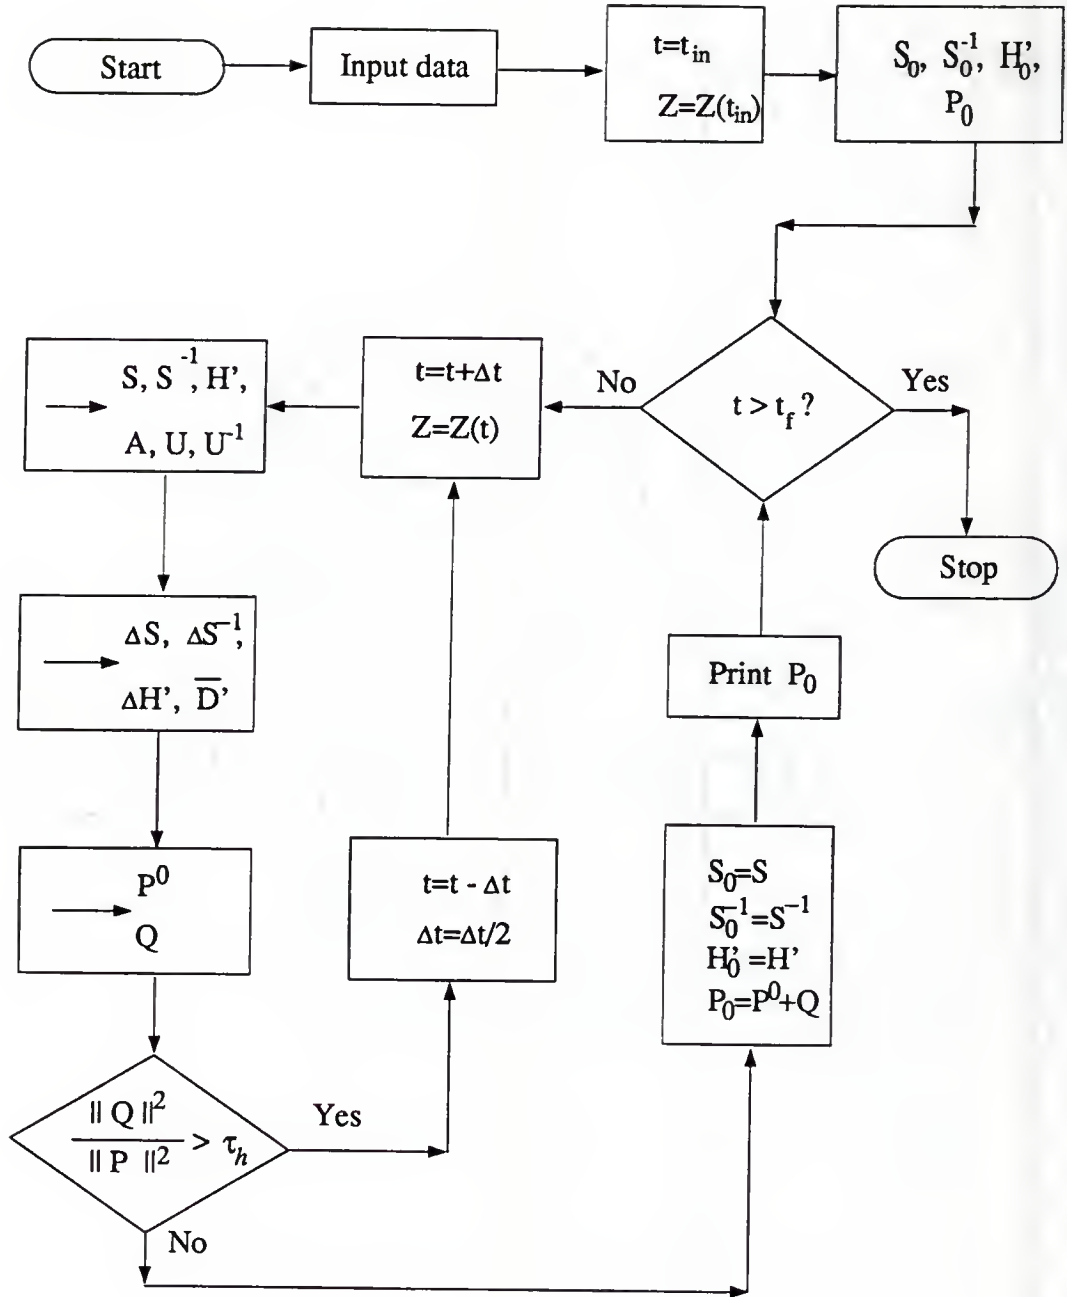 Start
Input data
t=t_in
Z=Z(t_in)
S_0, S_0^-1 H'_0,
P_0
t > t_f ?
No
Yes
Stop
t=t+Δt
Z=Z(t)
S, S^-1, H',
A, U, U^-1
ΔS, ΔS^-1,
ΔH', D̅'
P^0
Q
|| Q ||^2
|| P ||^2
> τ_h
Yes
No
t=t - Δt
Δt=Δt/2
S_0=S
S_0^-1=S^-1
H'_0=H'
P_0=P^0+Q
Print P_0